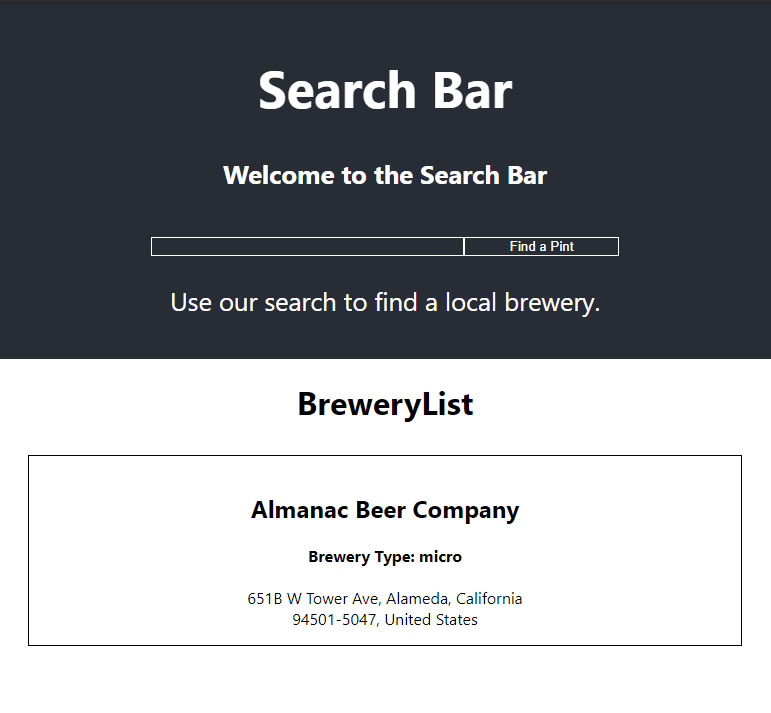 Search Bar
Welcome to the Search Bar
Find a Pint
Use our search to find a local brewery.
BreweryList
Almanac Beer Company
Brewery Type: micro
651B W Tower Ave, Alameda, California
94501-5047, United States